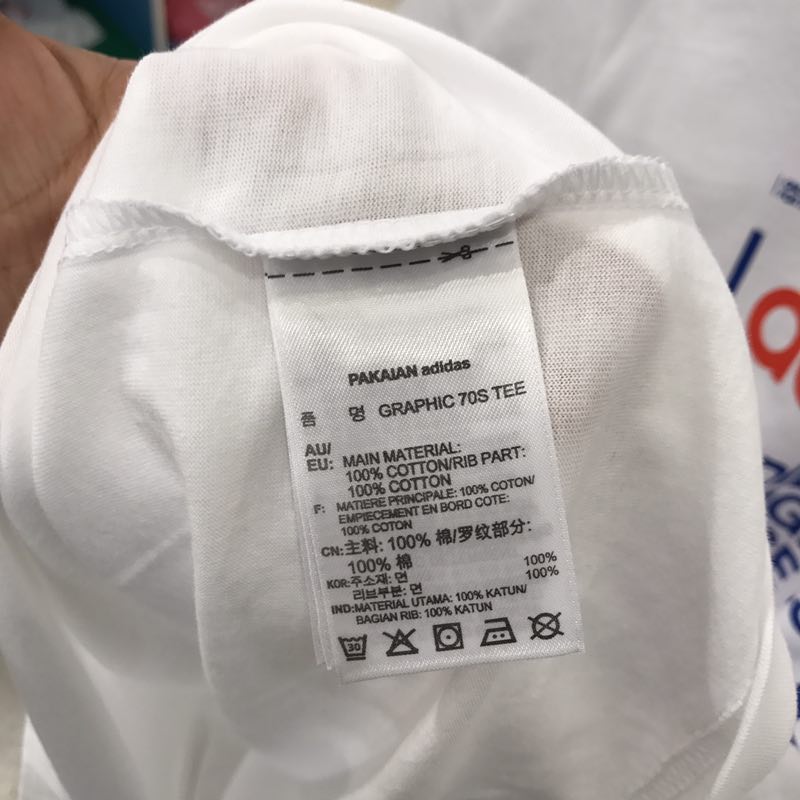 PAKAIAN adidas
품 명 GRAPHIC 70S TEE
AU/
EU: MAIN MATERIAL:
100% COTTON/RIB PART:
100% COTTON
F: MATIERE PRINCIPALE: 100% COTON/
EMPIECEMENT EN BORD COTE:
100% COTON
CN: 主料: 100% 棉/罗纹部分:
100% 棉
KOR: 주소재: 면 100%
리브부분: 면 100%
IND: MATERIAL UTAMA: 100% KATUN/
BAGIAN RIB: 100% KATUN
30